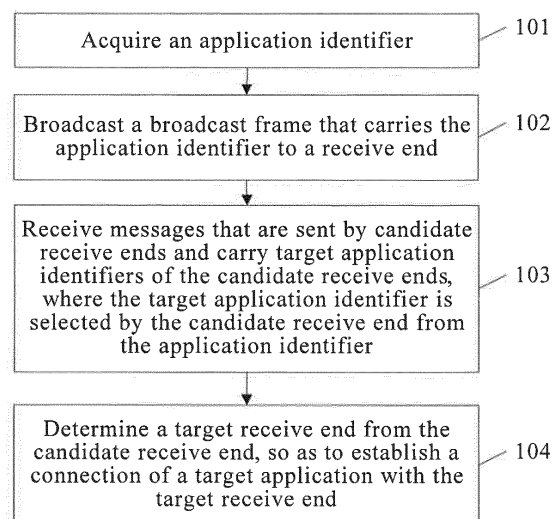 Acquire an application identifier
101
Broadcast a broadcast frame that carries the
application identifier to a receive end
102
Receive messages that are sent by candidate
receive ends and carry target application
identifiers of the candidate receive ends,
where the target application identifier is
selected by the candidate receive end from
the application identifier
103
Determine a target receive end from the
candidate receive end, so as to establish a
connection of a target application with the
target receive end
104